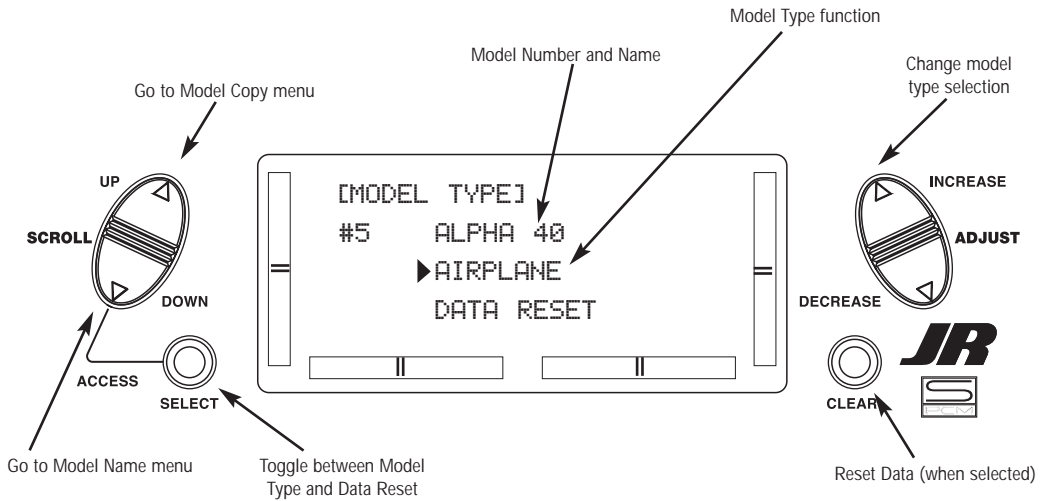 Model Type function
Model Number and Name
Change model
type selection
Go to Model Copy menu
UP
SCROLL
DOWN
ACCESS
SELECT
[MODEL TYPE]
#5 ALPHA 40
AIRPLANE
DATA RESET
INCREASE
ADJUST
DECREASE
CLEAR
JR
S
PCM
Go to Model Name menu
Toggle between Model
Type and Data Reset
Reset Data (when selected)